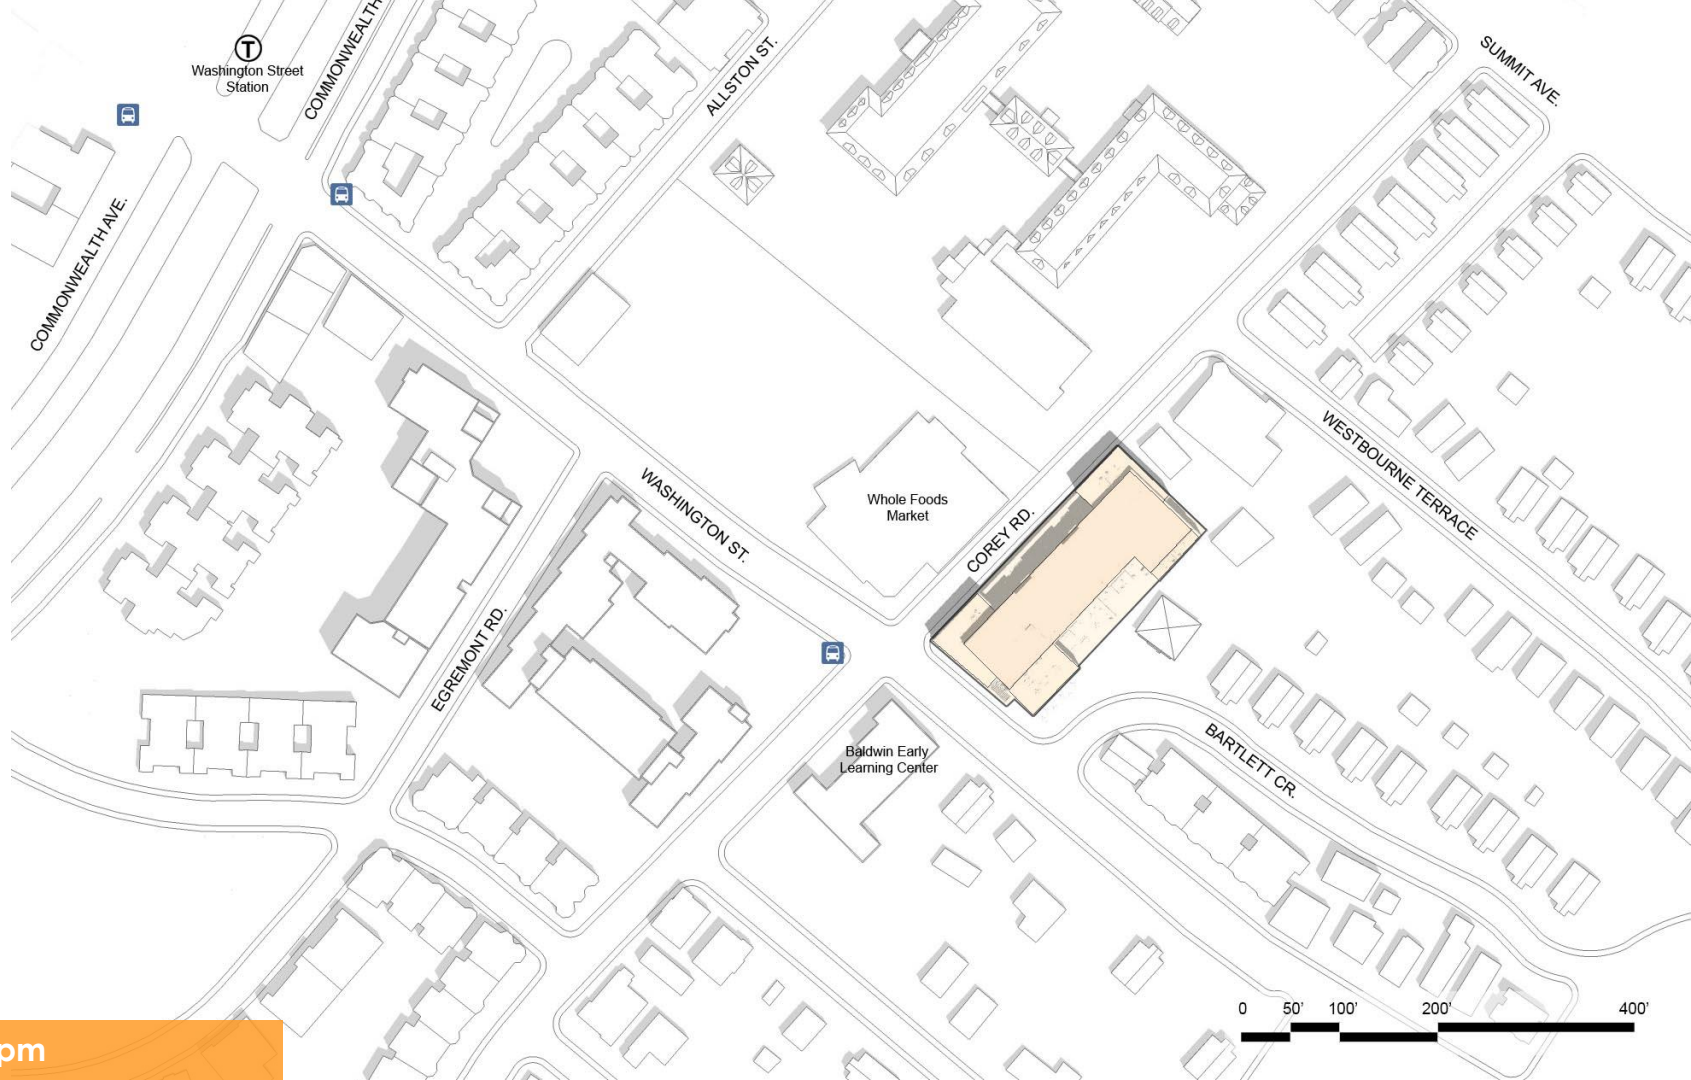 COMMONWEALTH
SUMMIT AVE.
T
Washington Street
Station
ALLSTON ST.
COMMONWEALTH AVE.
WESTBOURNE TERRACE
WASHINGTON ST.
Whole Foods
Market
COREY RD.
EGREMONT RD.
BARTLETT CR.
Baldwin Early
Learning Center
0 50' 100' 200' 400'
pm